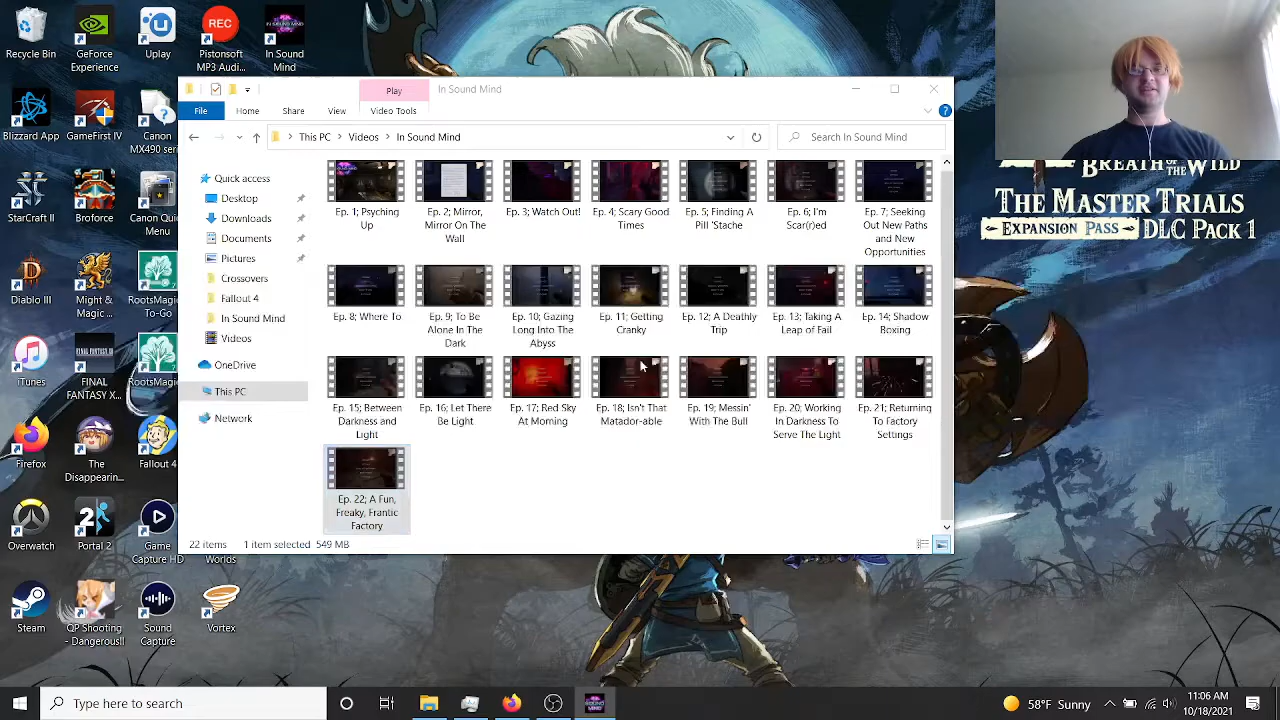 Recycle Bin
GeForce Experience
Uplay
REC
Pistonsoft MP3 Audi...
IN SOUND MIND
In Sound Mind
Play
In Sound Mind
File
Home
Share
View
Video Tools
This PC
Videos
In Sound Mind
Search In Sound Mind
Blizzard App
GameFirst IV
Canon MX490 serie
StarCraft II
Broforce
Canon Quic Menu
Diablo III
Magic...
RootsMagic To-Go
iTunes
FINAL FANTASY X...
RootsMagic
Firefox
The Disappearin...
Fallout 4
Overwatch
Portal 2
Game Capture HD
Worlds
Steam
QP Shooting - Dangerous!!
Sound Capture
Vortex
Quick access
Desktop
Downloads
Documents
Pictures
Crossovers
Fallout 4
In Sound Mind
Videos
OneDrive
This PC
Network
Ep. 1; Psyching Up
Ep. 2; Mirror, Mirror On The Wall
Ep. 3; Watch Out!
Ep. 4; Scary Good Times
Ep. 5; Finding A Pill 'Stache
Ep. 6; I'm Scar(r)ed
Ep. 7; Seeking Out New Paths and New Opportunities
Ep. 8; Where To
Ep. 9; To Be Alone In The Dark
Ep. 10; Gazing Long Into The Abyss
Ep. 11; Getting Cranky
Ep. 12; A Deathly Trip
Ep. 13; Taking A Leap of Fail
Ep. 14; Shadow Boxing
Ep. 15; Between Darkness and Light
Ep. 16; Let There Be Light
Ep. 17; Red Sky At Morning
Ep. 18; Isn't That Matador-able
Ep. 19; Messin' With The Bull
Ep. 20; Working In Darkness To Serve The Light
Ep. 21; Returning To Factory Settings
Ep. 22; A Fun, Freaky, Frantic Factory
22 items
item selected 549 MB
BREATH OF THE WILD
THE MASTER TRIALS
EXPANSION PASS DLC PACK 1
Type here to search
50°F Sunny
11:06 AM
10/18/2021